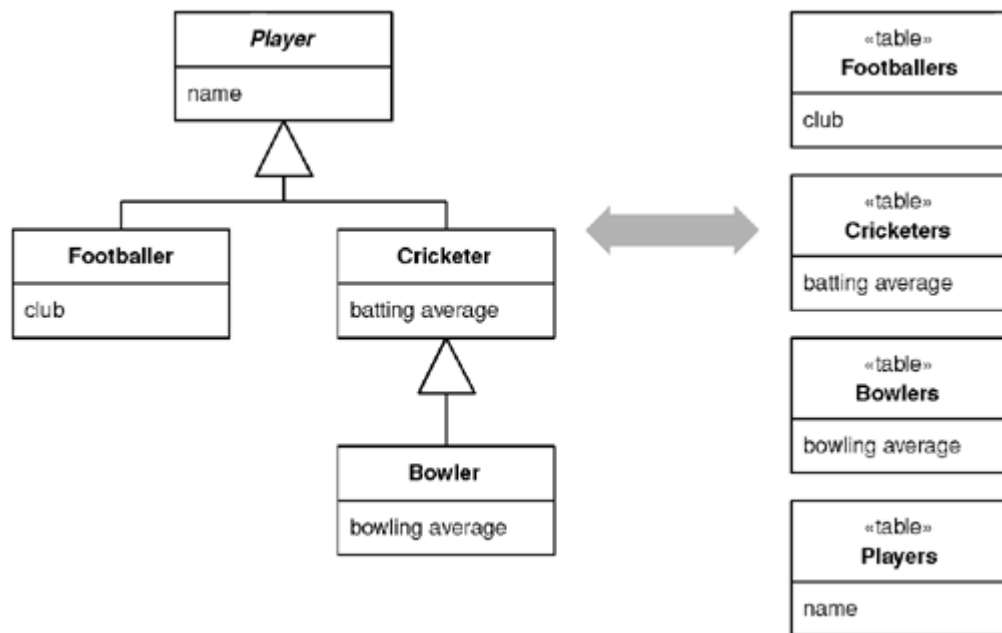 Player
name
Footballer
club
Cricketer
batting average
Bowler
bowling average
«table»
Footballers
club
«table»
Cricketers
batting average
«table»
Bowlers
bowling average
«table»
Players
name